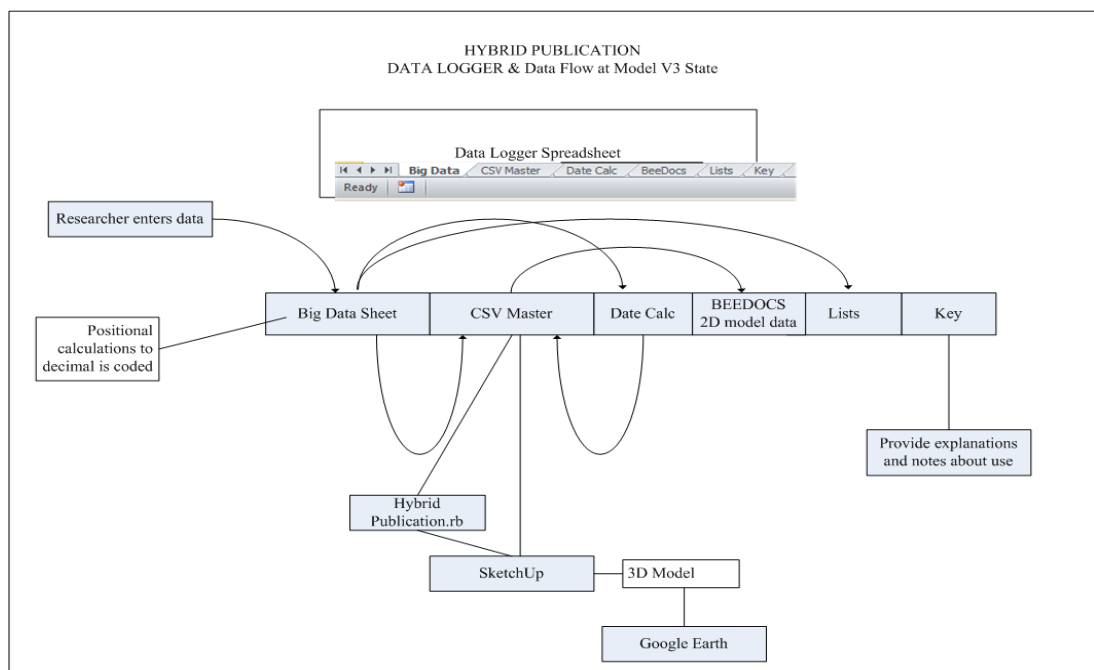 HYBRID PUBLICATION
DATA LOGGER & Data Flow at Model V3 State
Data Logger Spreadsheet
Big Data CSV Master Date Calc BeeDocs Lists Key
Ready
Researcher enters data
Big Data Sheet
CSV Master
Date Calc
BEEDOCS
2D model data
Lists
Key
Positional
calculations to
decimal is coded
Provide explanations
and notes about use
Hybrid
Publication.rb
SketchUp
3D Model
Google Earth